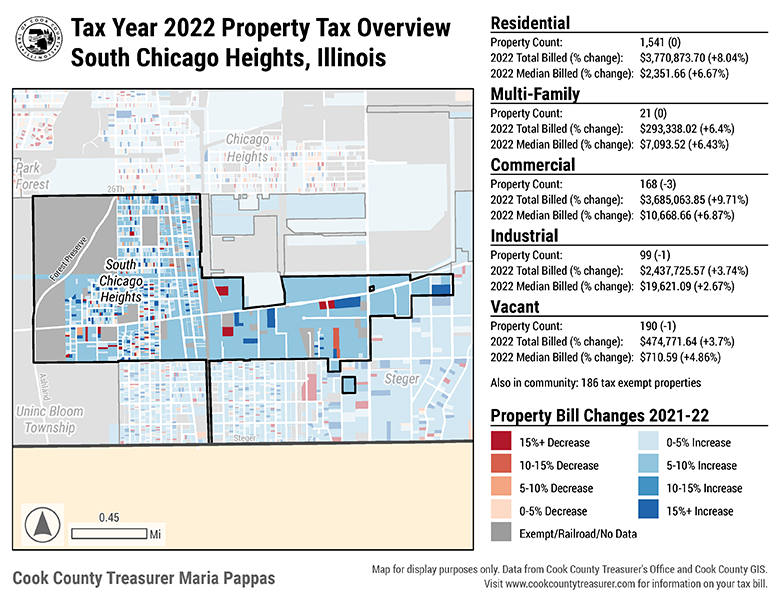 Tax Year 2022 Property Tax Overview
South Chicago Heights, Illinois
Residential
Property Count: 1,541 (0)
2022 Total Billed (% change): $3,770,873.70 (+8.04%)
2022 Median Billed (% change): $2,351.66 (+6.67%)
Multi-Family
Property Count: 21 (0)
2022 Total Billed (% change): $293,338.02 (+6.4%)
2022 Median Billed (% change): $7,093.52 (+6.43%)
Commercial
Property Count: 168 (-3)
2022 Total Billed (% change): $3,685,063.85 (+9.71%)
2022 Median Billed (% change): $10,668.66 (+6.87%)
Industrial
Property Count: 99 (-1)
2022 Total Billed (% change): $2,437,725.57 (+3.74%)
2022 Median Billed (% change): $19,621.09 (+2.67%)
Vacant
Property Count: 190 (-1)
2022 Total Billed (% change): $474,771.64 (+3.7%)
2022 Median Billed (% change): $710.59 (+4.86%)
Also in community: 186 tax exempt properties
Property Bill Changes 2021-22
15%+ Decrease
10-15% Decrease
5-10% Decrease
0-5% Decrease
Exempt/Railroad/No Data
0-5% Increase
5-10% Increase
10-15% Increase
15%+ Increase
Chicago
Heights
Park
Forest
26Th
Forest Preserve
South
Chicago
Heights
Ashland
Steger
Uninc Bloom
Township
Steger
0.45
Mi
Cook County Treasurer Maria Pappas
Map for display purposes only. Data from Cook County Treasurer's Office and Cook County GIS.
Visit www.cookcountytreasurer.com for information on your tax bill.